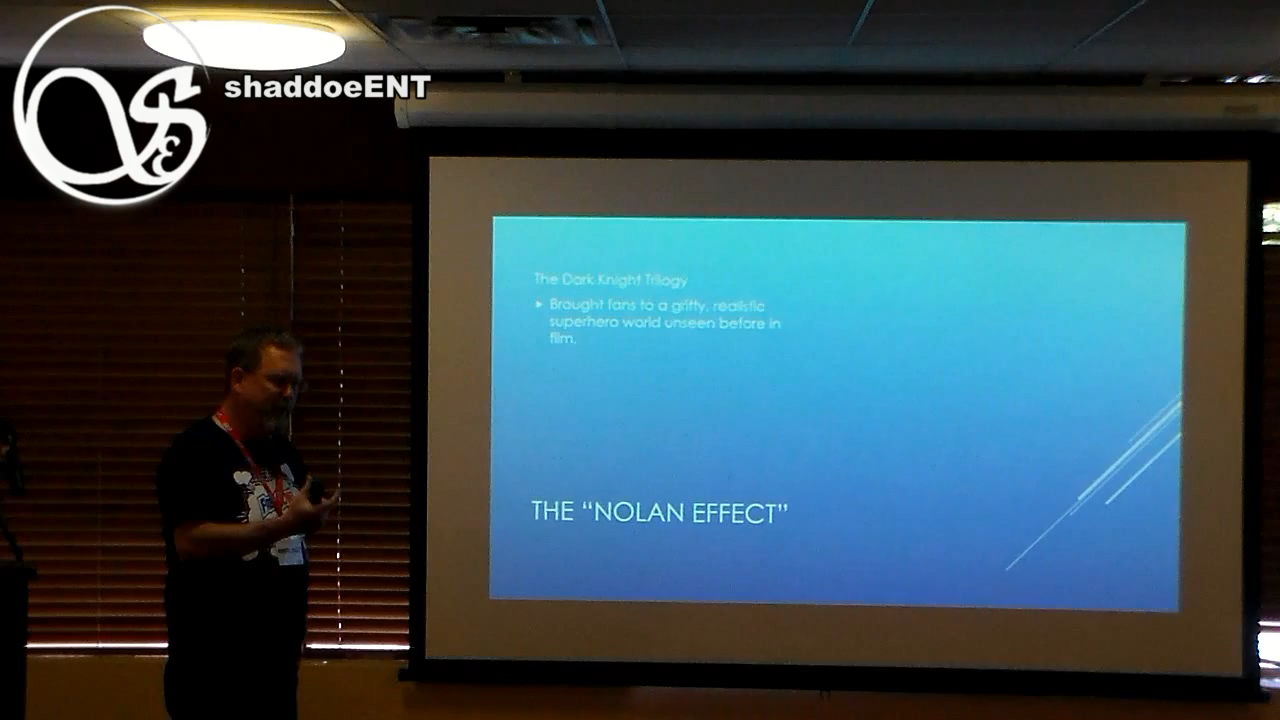 shaddoeENT
The Dark Knight Trilogy
Brought fans to a gritty, realistic
superhero world unseen before in
film.
THE “NOLAN EFFECT”